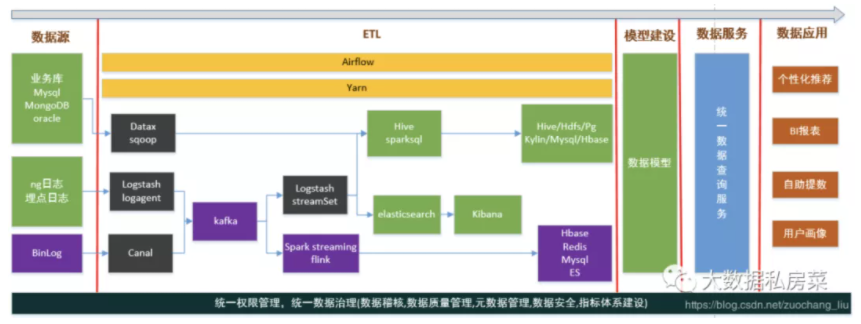 数据源
ETL
模型建设
数据服务
数据应用
Airflow
Yarn
业务库
Mysql
MongoDB
oracle
Datax
sqoop
Hive
sparksql
Hive/Hdfs/Pg
Kylin/Mysql/Hbase
ng日志
埋点日志
Logstash
logagent
kafka
Logstash
streamSet
elasticsearch
Kibana
BinLog
Canal
Spark streaming
flink
Hbase
Redis
Mysql
ES
数据模型
统一数据查询服务
个性化推荐
BI报表
自助提数
用户画像
大数据私房菜
统一权限管理，统一数据治理(数据稽核,数据质量管理,元数据管理,数据安全,指标体系建设)
https://blog.csdn.net/zuochang_liu